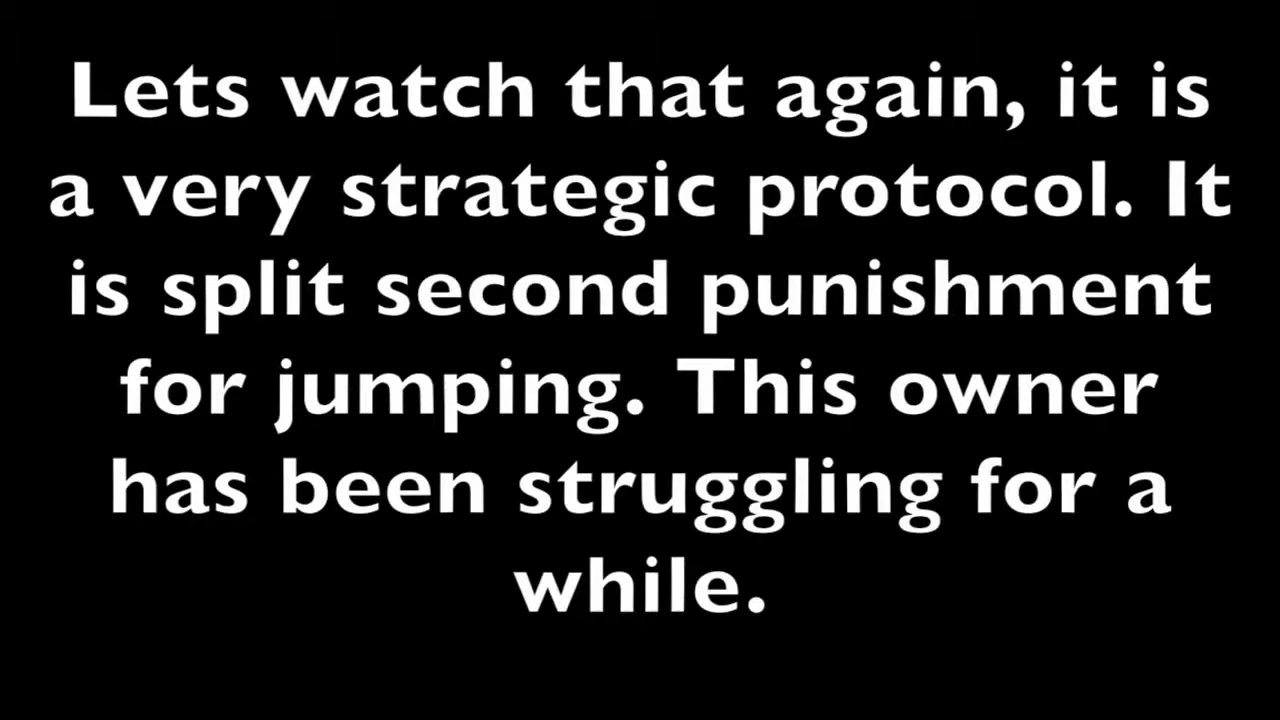 Lets watch that again, it is
a very strategic protocol. It
is split second punishment
for jumping. This owner
has been struggling for a
while.